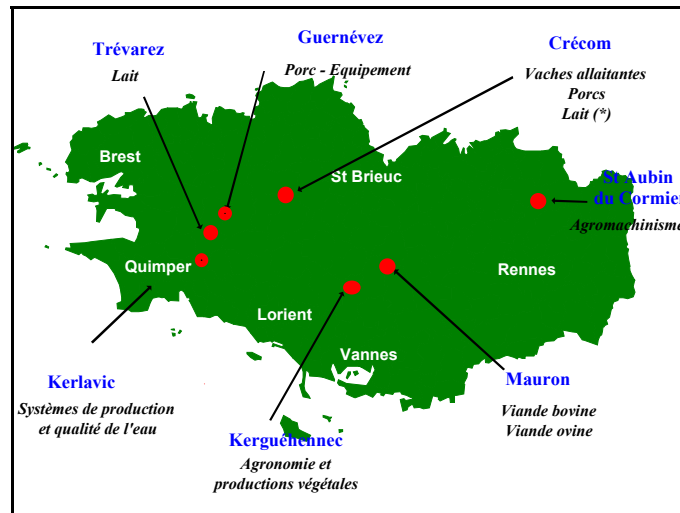 Trévarez
Lait
Guernévez
Porc - Equipement
Crécom
Vaches allaitantes
Porcs
Lait (*)
Brest
St Brieuc
St Aubin
du Cormier
Agromachinisme
Quimper
Rennes
Lorient
Vannes
Kerlavic
Systèmes de production
et qualité de l'eau
Kerguéhennec
Agronomie et
productions végétales
Mauron
Viande bovine
Viande ovine